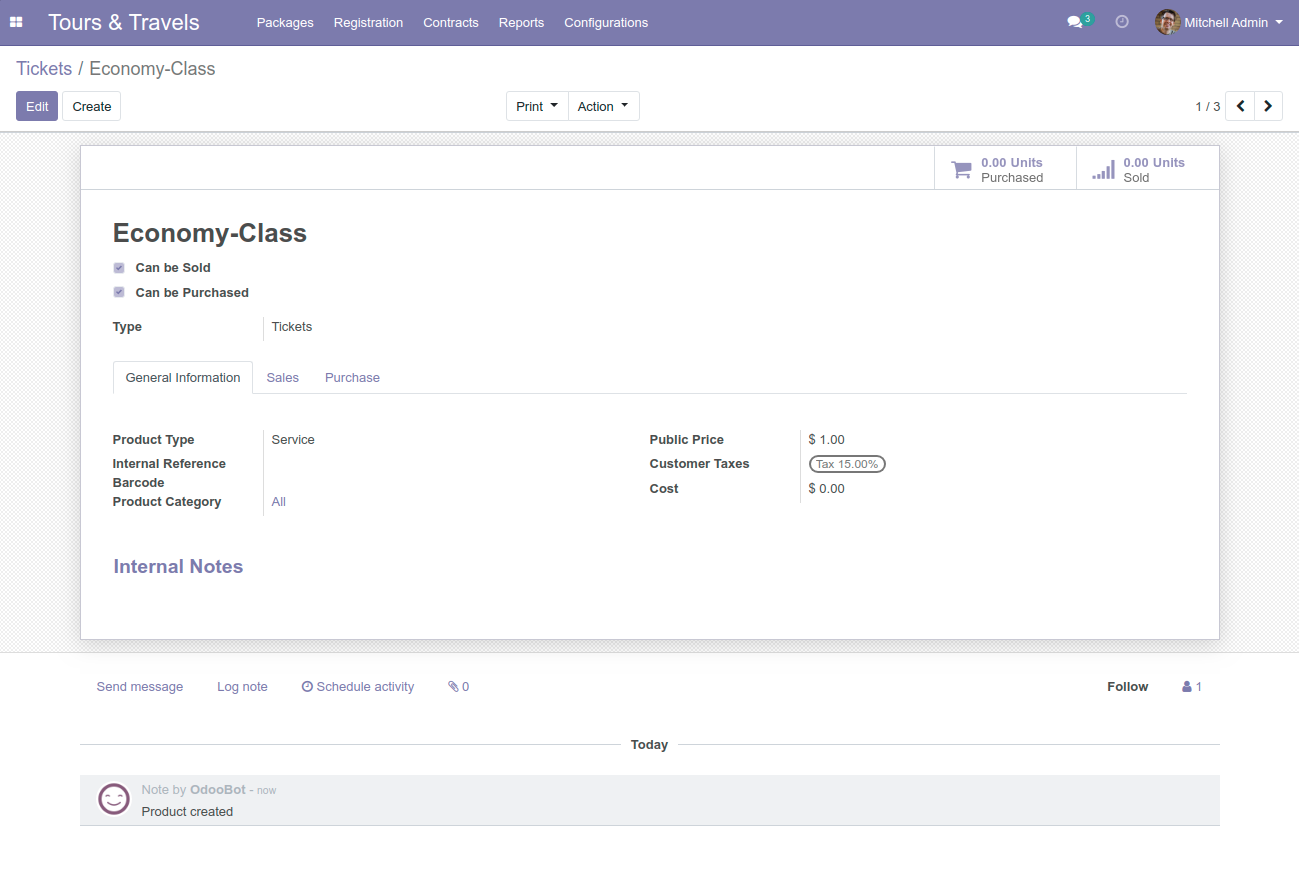 Tours & Travels Packages Registration Contracts Reports Configurations 3 Mitchell Admin
Tickets / Economy-Class
Edit Create Print Action 1 / 3
0.00 Units 0.00 Units
Purchased Sold
Economy-Class
Can be Sold
Can be Purchased
Type Tickets
General Information Sales Purchase
Product Type Service Public Price $ 1.00
Internal Reference Customer Taxes Tax 15.00%
Barcode
Cost $ 0.00
Product Category All
Internal Notes
Send message Log note Schedule activity 0 Follow 1
Today
Note by OdooBot - now
Product created